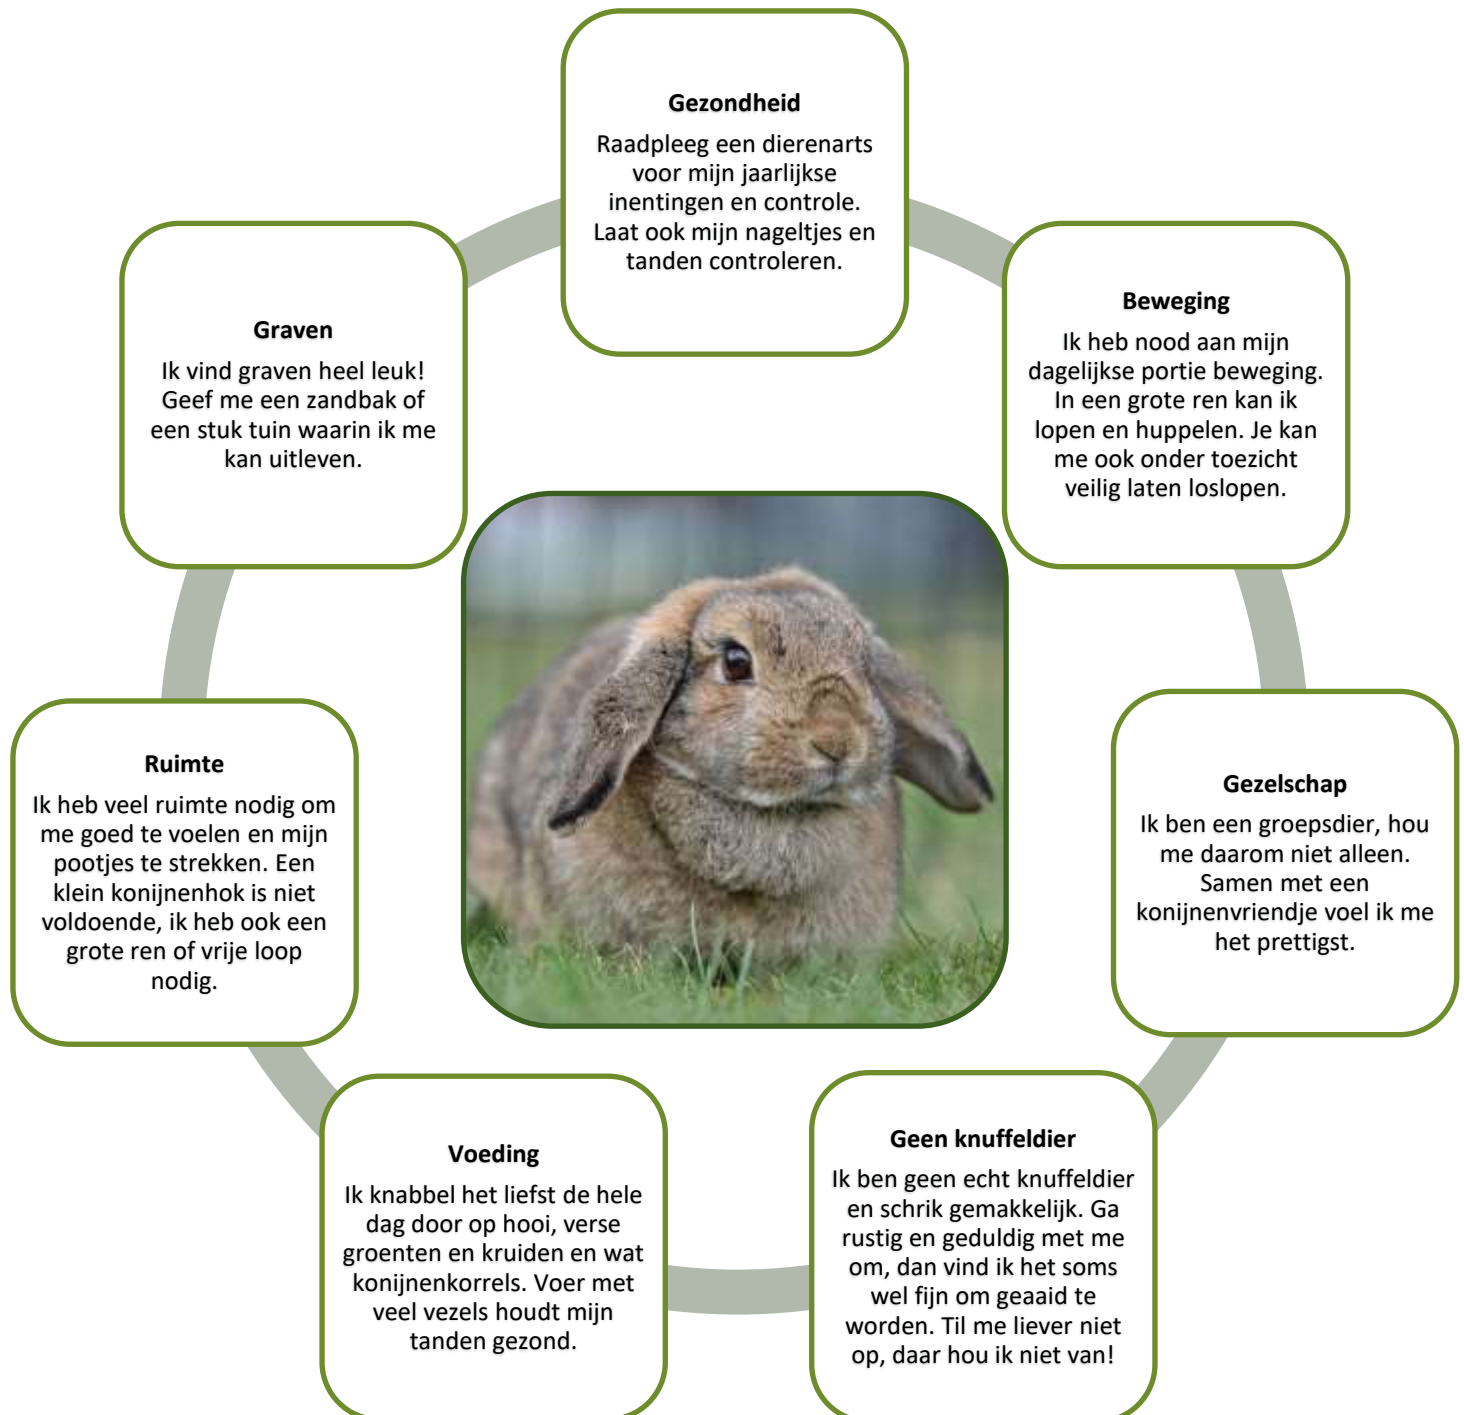 Gezondheid
Raadpleeg een dierenarts
voor mijn jaarlijkse
inentingen en controle.
Laat ook mijn nageltjes en
tanden controleren.
Beweging
Ik heb nood aan mijn
dagelijkse portie beweging.
In een grote ren kan ik
lopen en huppelen. Je kan
me ook onder toezicht
veilig laten loslopen.
Gezelschap
Ik ben een groepsdier, hou
me daarom niet alleen.
Samen met een
konijnenvriendje voel ik me
het prettigst.
Geen knuffeldier
Ik ben geen echt knuffeldier
en schrik gemakkelijk. Ga
rustig en geduldig met me
om, dan vind ik het soms
wel fijn om geaaid te
worden. Til me liever niet
op, daar hou ik niet van!
Voeding
Ik knabbel het liefst de hele
dag door op hooi, verse
groenten en kruiden en wat
konijnenkorrels. Voer met
veel vezels houdt mijn
tanden gezond.
Ruimte
Ik heb veel ruimte nodig om
me goed te voelen en mijn
pootjes te strekken. Een
klein konijnenhok is niet
voldoende, ik heb ook een
grote ren of vrije loop
nodig.
Graven
Ik vind graven heel leuk!
Geef me een zandbak of
een stuk tuin waarin ik me
kan uitleven.